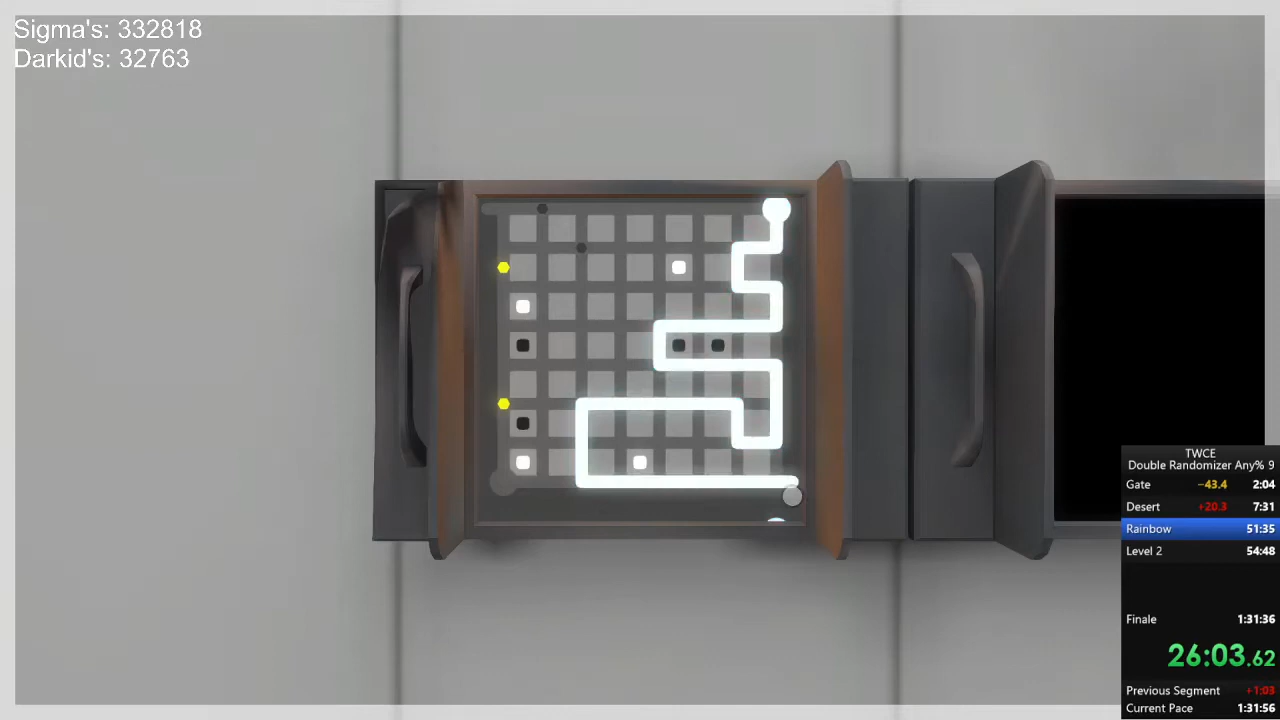 Sigma's: 332818
Darkid's: 32763
TWCE
Double Randomizer Any% 9
Gate −43.4 2:04
Desert +20.3 7:31
Rainbow 51:35
Level 2 54:48
Finale 1:31:36
26:03.62
Previous Segment +1:03
Current Pace 1:31:56